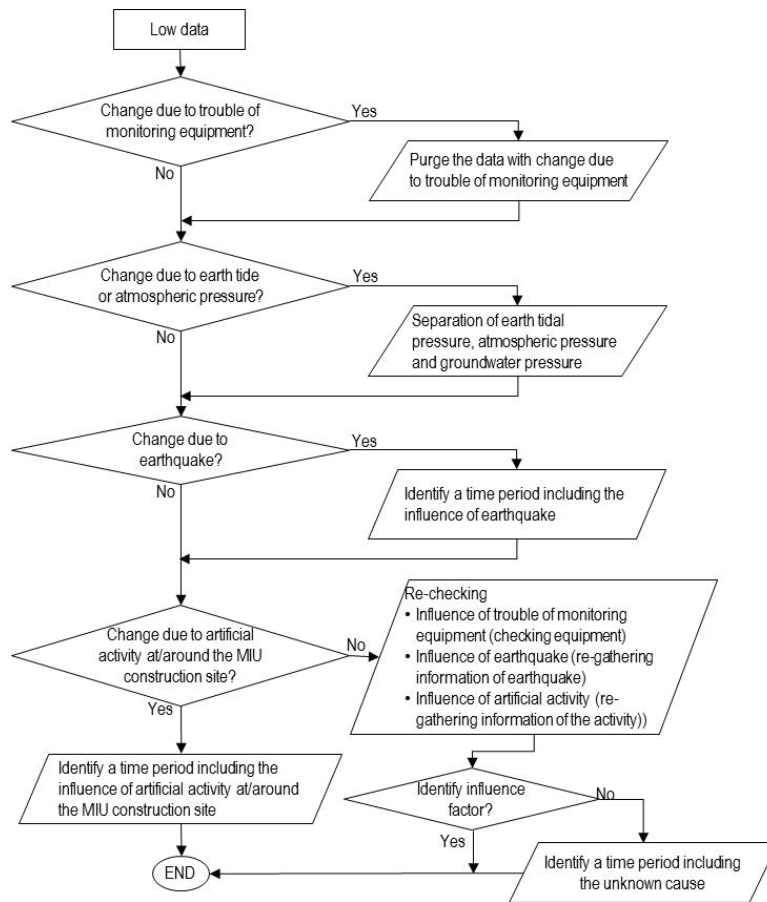 Low data
Change due to trouble of
monitoring equipment?
Yes
No
Purge the data with change due
to trouble of monitoring equipment
Change due to earth tide
or atmospheric pressure?
Yes
No
Separation of earth tidal
pressure, atmospheric pressure
and groundwater pressure
Change due to
earthquake?
Yes
No
Identify a time period including the
influence of earthquake
Change due to artificial
activity at/around the MIU
construction site?
No
Yes
Re-checking
• Influence of trouble of monitoring
equipment (checking equipment)
• Influence of earthquake (re-gathering
information of earthquake)
• Influence of artificial activity (re-
gathering information of the activity))
Identify a time period including the
influence of artificial activity at/around
the MIU construction site
Identify influence
factor?
No
Yes
Identify a time period including
the unknown cause
END